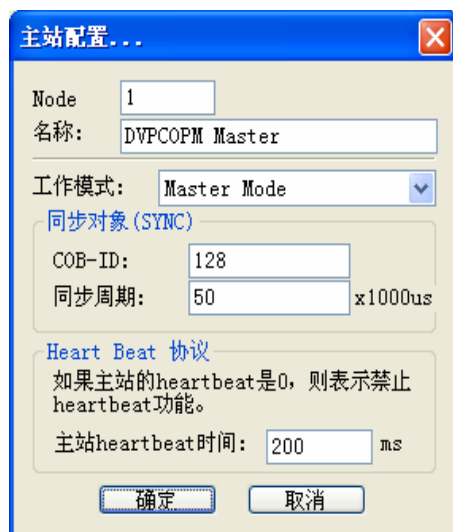 主站配置...
Node 1
名称: DVPCOPM Master
工作模式: Master Mode
同步对象(SYNC)
COB-ID: 128
同步周期: 50 x1000us
Heart Beat 协议
如果主站的heartbeat是0，则表示禁止
heartbeat功能。
主站heartbeat时间: 200 ms
确定 取消